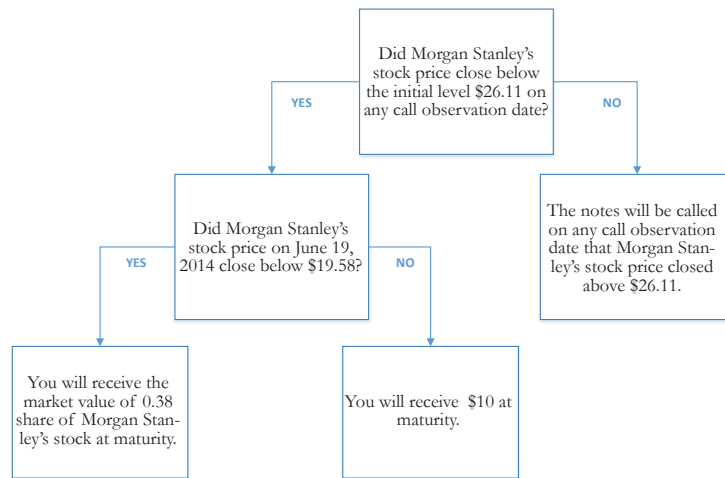 Did Morgan Stanley's
stock price close below
the initial level $26.11 on
any call observation date?
YES
NO
Did Morgan Stanley's
stock price on June 19,
2014 close below $19.58?
The notes will be called
on any call observation
date that Morgan Stan-
ley's stock price closed
above $26.11.
YES
NO
You will receive the
market value of 0.38
share of Morgan Stan-
ley's stock at maturity.
You will receive $10 at
maturity.